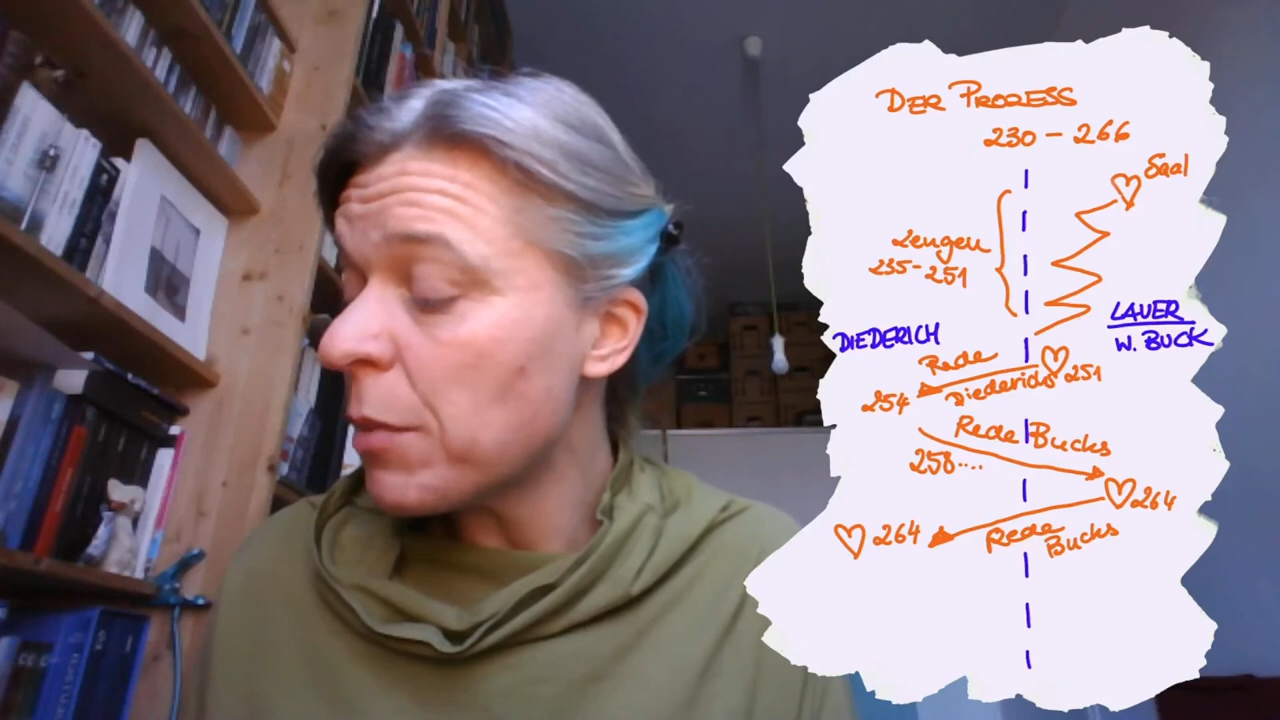 DER PROZESS
230 – 266
Saal
Zeugen
235–251
LAUER
W. BUCK
DIEDERICH
Rede
Diederichs
251
254
Rede Bucks
258....
264
264
Rede
Bucks